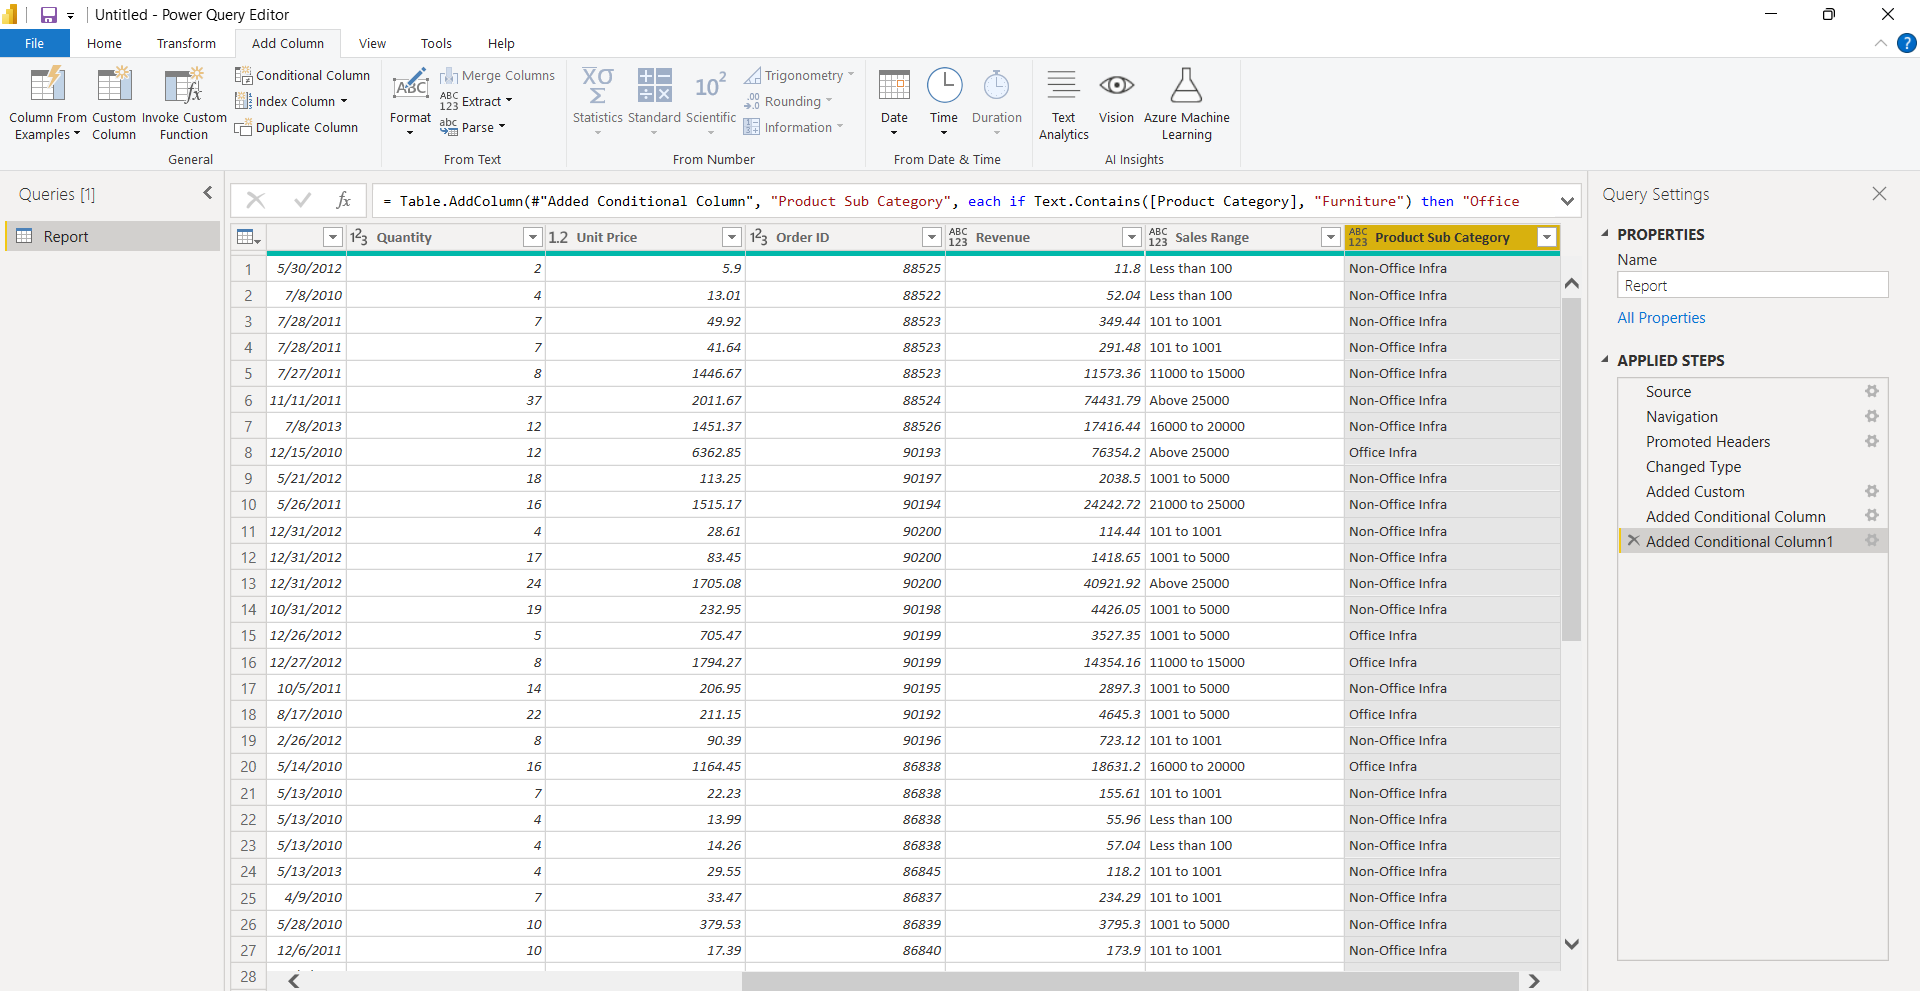 Untitled - Power Query Editor
File Home Transform Add Column View Tools Help
Column From Examples
Custom Column
Invoke Custom Function
Conditional Column
Index Column
Duplicate Column
General
Format
Merge Columns
Extract
Parse
From Text
Statistics
Standard
Scientific
Trigonometry
Rounding
Information
From Number
Date
Time
Duration
From Date & Time
Text Analytics
Vision
Azure Machine Learning
AI Insights
Queries [1]
Report
= Table.AddColumn(#"Added Conditional Column", "Product Sub Category", each if Text.Contains([Product Category], "Furniture") then "Office
Quantity 1.2 Unit Price Order ID Revenue Sales Range Product Sub Category
1 5/30/2012 2 5.9 88525 11.8 Less than 100 Non-Office Infra
2 7/8/2010 4 13.01 88522 52.04 Less than 100 Non-Office Infra
3 7/28/2011 7 49.92 88523 349.44 101 to 1001 Non-Office Infra
4 7/28/2011 7 41.64 88523 291.48 101 to 1001 Non-Office Infra
5 7/27/2011 8 1446.67 88523 11573.36 11000 to 15000 Non-Office Infra
6 11/11/2011 37 2011.67 88524 74431.79 Above 25000 Non-Office Infra
7 7/8/2013 12 1451.37 88526 17416.44 16000 to 20000 Non-Office Infra
8 12/15/2010 12 6362.85 90193 76354.2 Above 25000 Office Infra
9 5/21/2012 18 113.25 90197 2038.5 1001 to 5000 Non-Office Infra
10 5/26/2011 16 1515.17 90194 24242.72 21000 to 25000 Non-Office Infra
11 12/31/2012 4 28.61 90200 114.44 101 to 1001 Non-Office Infra
12 12/31/2012 17 83.45 90200 1418.65 1001 to 5000 Non-Office Infra
13 12/31/2012 24 1705.08 90200 40921.92 Above 25000 Non-Office Infra
14 10/31/2012 19 232.95 90198 4426.05 1001 to 5000 Non-Office Infra
15 12/26/2012 5 705.47 90199 3527.35 1001 to 5000 Office Infra
16 12/27/2012 8 1794.27 90199 14354.16 11000 to 15000 Office Infra
17 10/5/2011 14 206.95 90195 2897.3 1001 to 5000 Non-Office Infra
18 8/17/2010 22 211.15 90192 4645.3 1001 to 5000 Office Infra
19 2/26/2012 8 90.39 90196 723.12 101 to 1001 Non-Office Infra
20 5/14/2010 16 1164.45 86838 18631.2 16000 to 20000 Office Infra
21 5/13/2010 7 22.23 86838 155.61 101 to 1001 Non-Office Infra
22 5/13/2010 4 13.99 86838 55.96 Less than 100 Non-Office Infra
23 5/13/2010 4 14.26 86838 57.04 Less than 100 Non-Office Infra
24 5/13/2013 4 29.55 86845 118.2 101 to 1001 Non-Office Infra
25 4/9/2010 7 33.47 86837 234.29 101 to 1001 Non-Office Infra
26 5/28/2010 10 379.53 86839 3795.3 1001 to 5000 Non-Office Infra
27 12/6/2011 10 17.39 86840 173.9 101 to 1001 Non-Office Infra
28
Query Settings
PROPERTIES
Name
Report
All Properties
APPLIED STEPS
Source
Navigation
Promoted Headers
Changed Type
Added Custom
Added Conditional Column
Added Conditional Column1